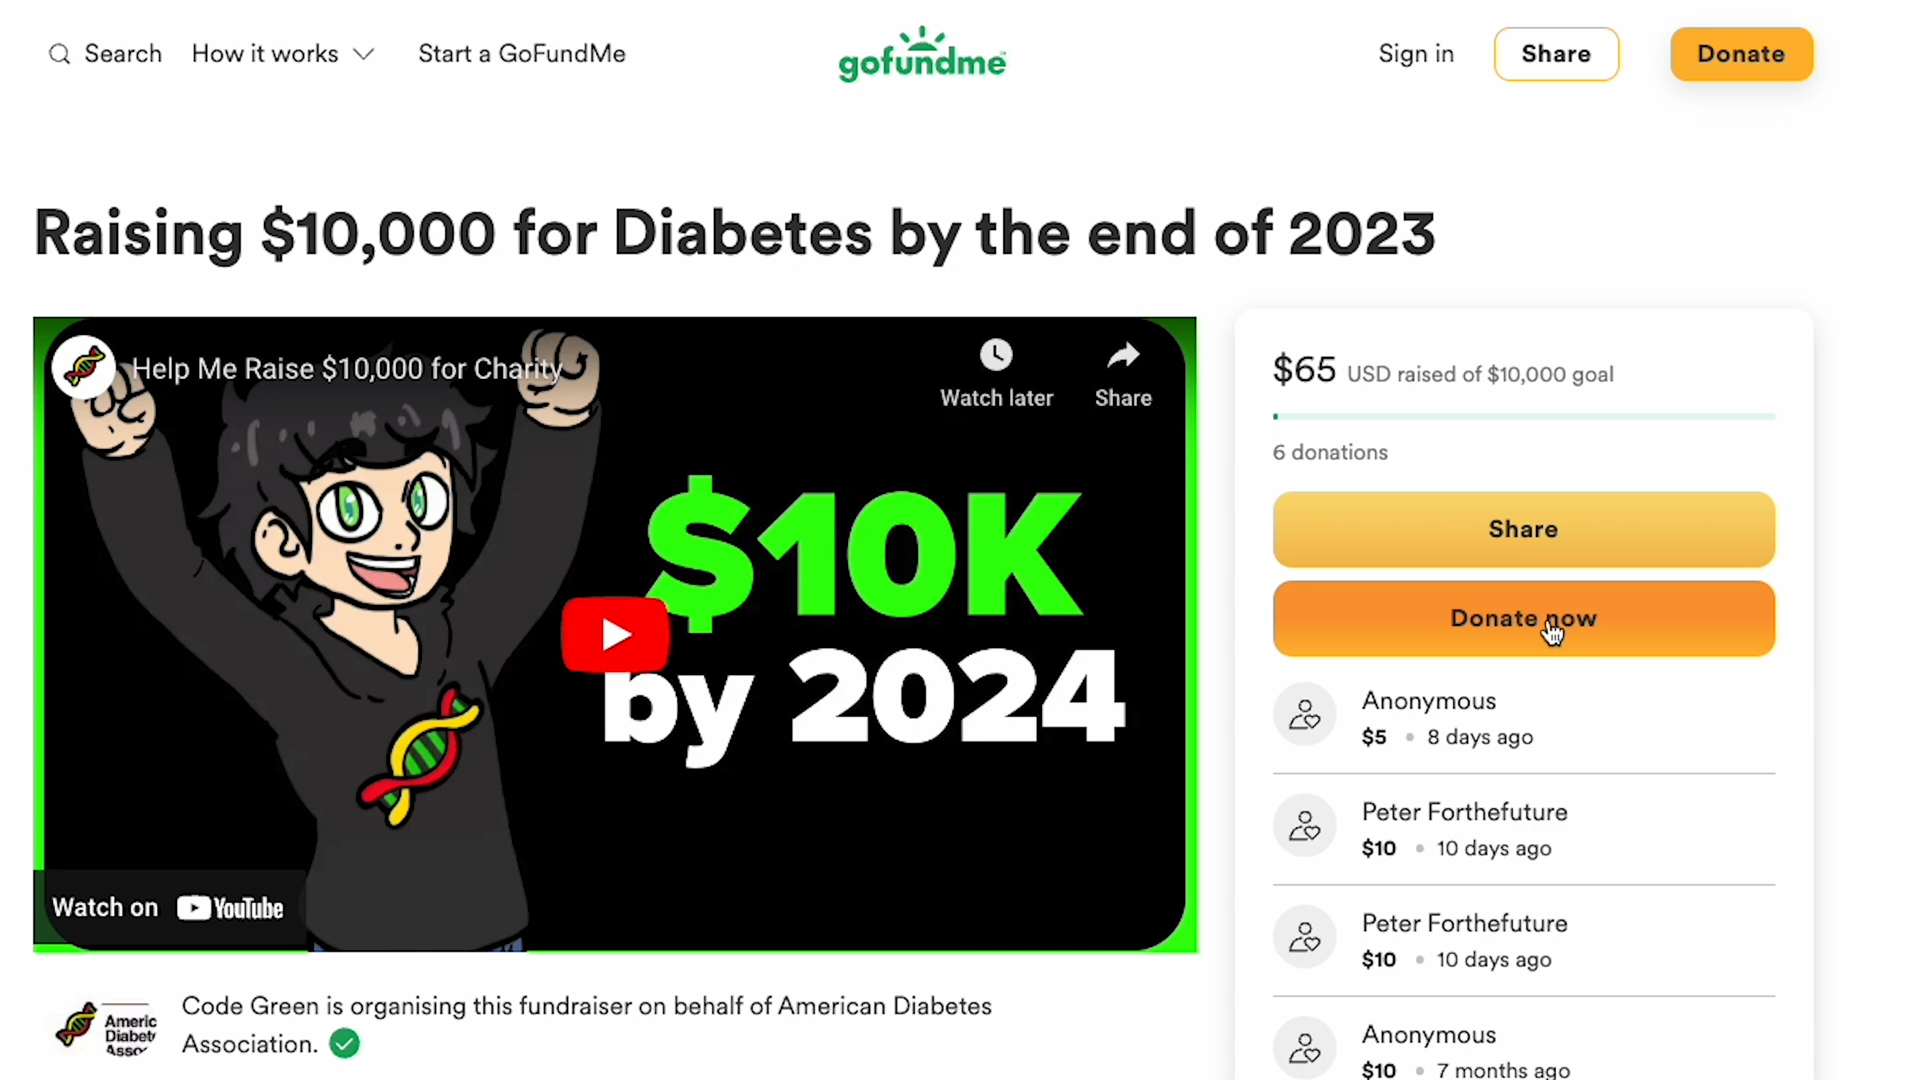 Search
How it works
Start a GoFundMe
gofundme
Sign in
Share
Donate
Raising $10,000 for Diabetes by the end of 2023
Help Me Raise $10,000 for Charity
Watch later
Share
$10K
by 2024
Watch on YouTube
$65 USD raised of $10,000 goal
6 donations
Share
Donate now
Anonymous
$5 • 8 days ago
Peter Forthefuture
$10 • 10 days ago
Peter Forthefuture
$10 • 10 days ago
Anonymous
$10 • 7 months ago
Americ
Diabet
Asso
Code Green is organising this fundraiser on behalf of American Diabetes
Association.